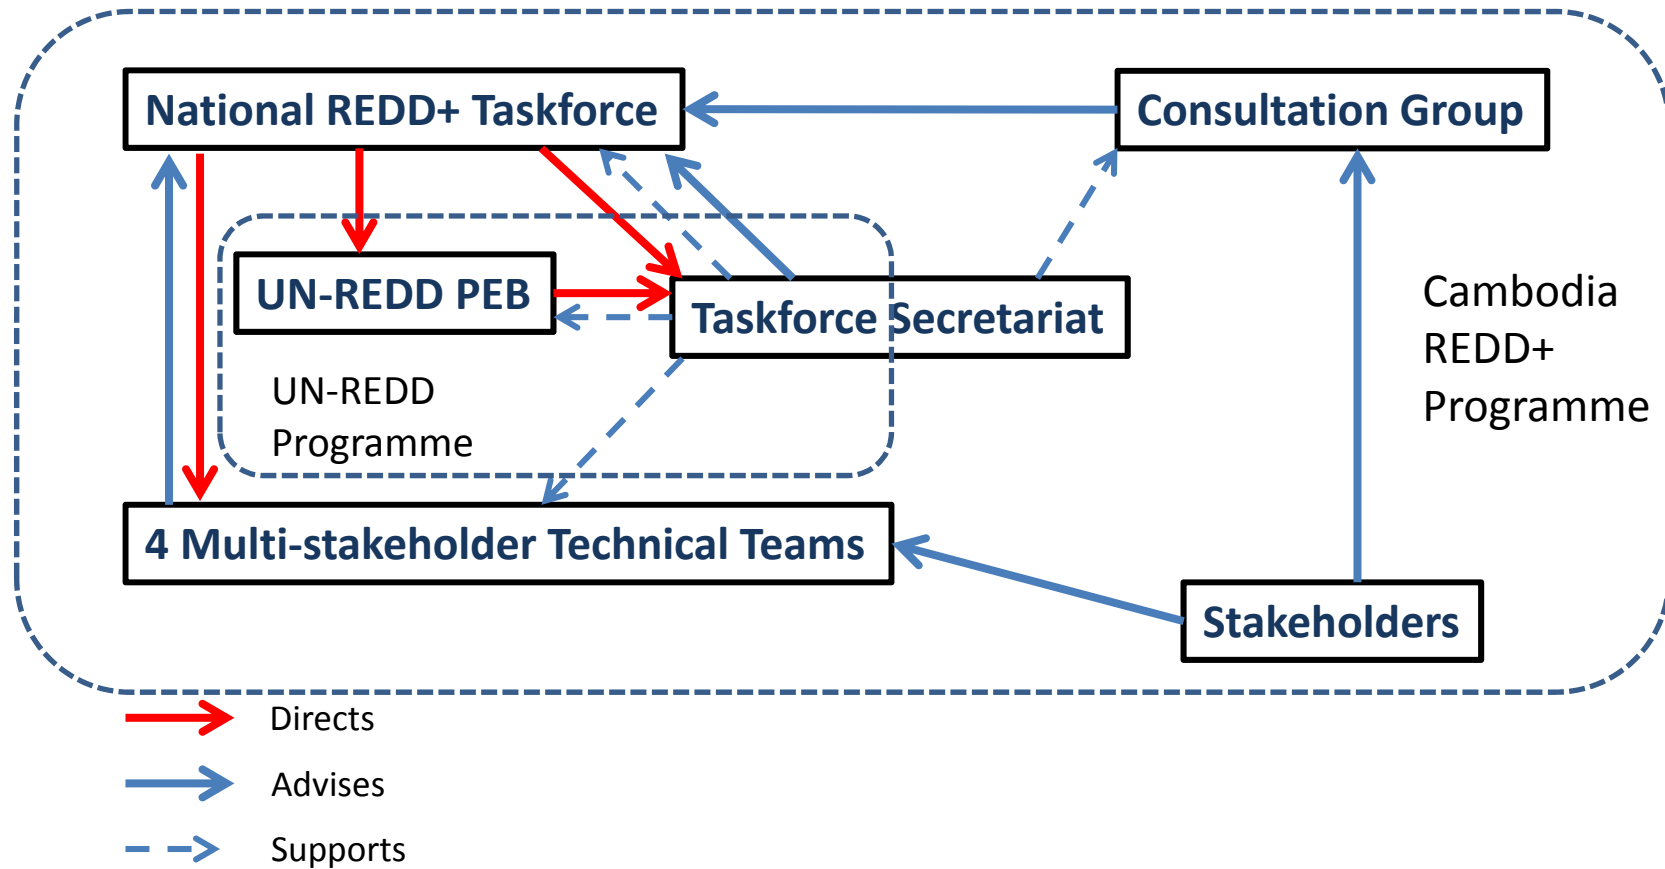 National REDD+ Taskforce
Consultation Group
UN-REDD PEB
Taskforce Secretariat
UN-REDD
Programme
Cambodia
REDD+
Programme
4 Multi-stakeholder Technical Teams
Stakeholders
Directs
Advises
Supports